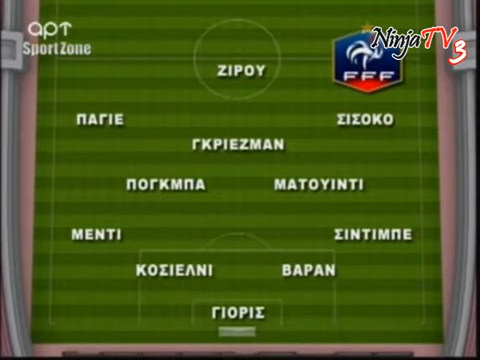 αρτ
SportZone
NinjaTV3
FFF
ΖΙΡΟΥ
ΠΑΓΙΕ
ΣΙΣΟΚΟ
ΓΚΡΙΕΖΜΑΝ
ΠΟΓΚΜΠΑ
ΜΑΤΟΥΙΝΤΙ
ΜΕΝΤΙ
ΣΙΝΤΙΜΠΕ
ΚΟΣΙΕΛΝΙ
ΒΑΡΑΝ
ΓΙΟΡΙΣ